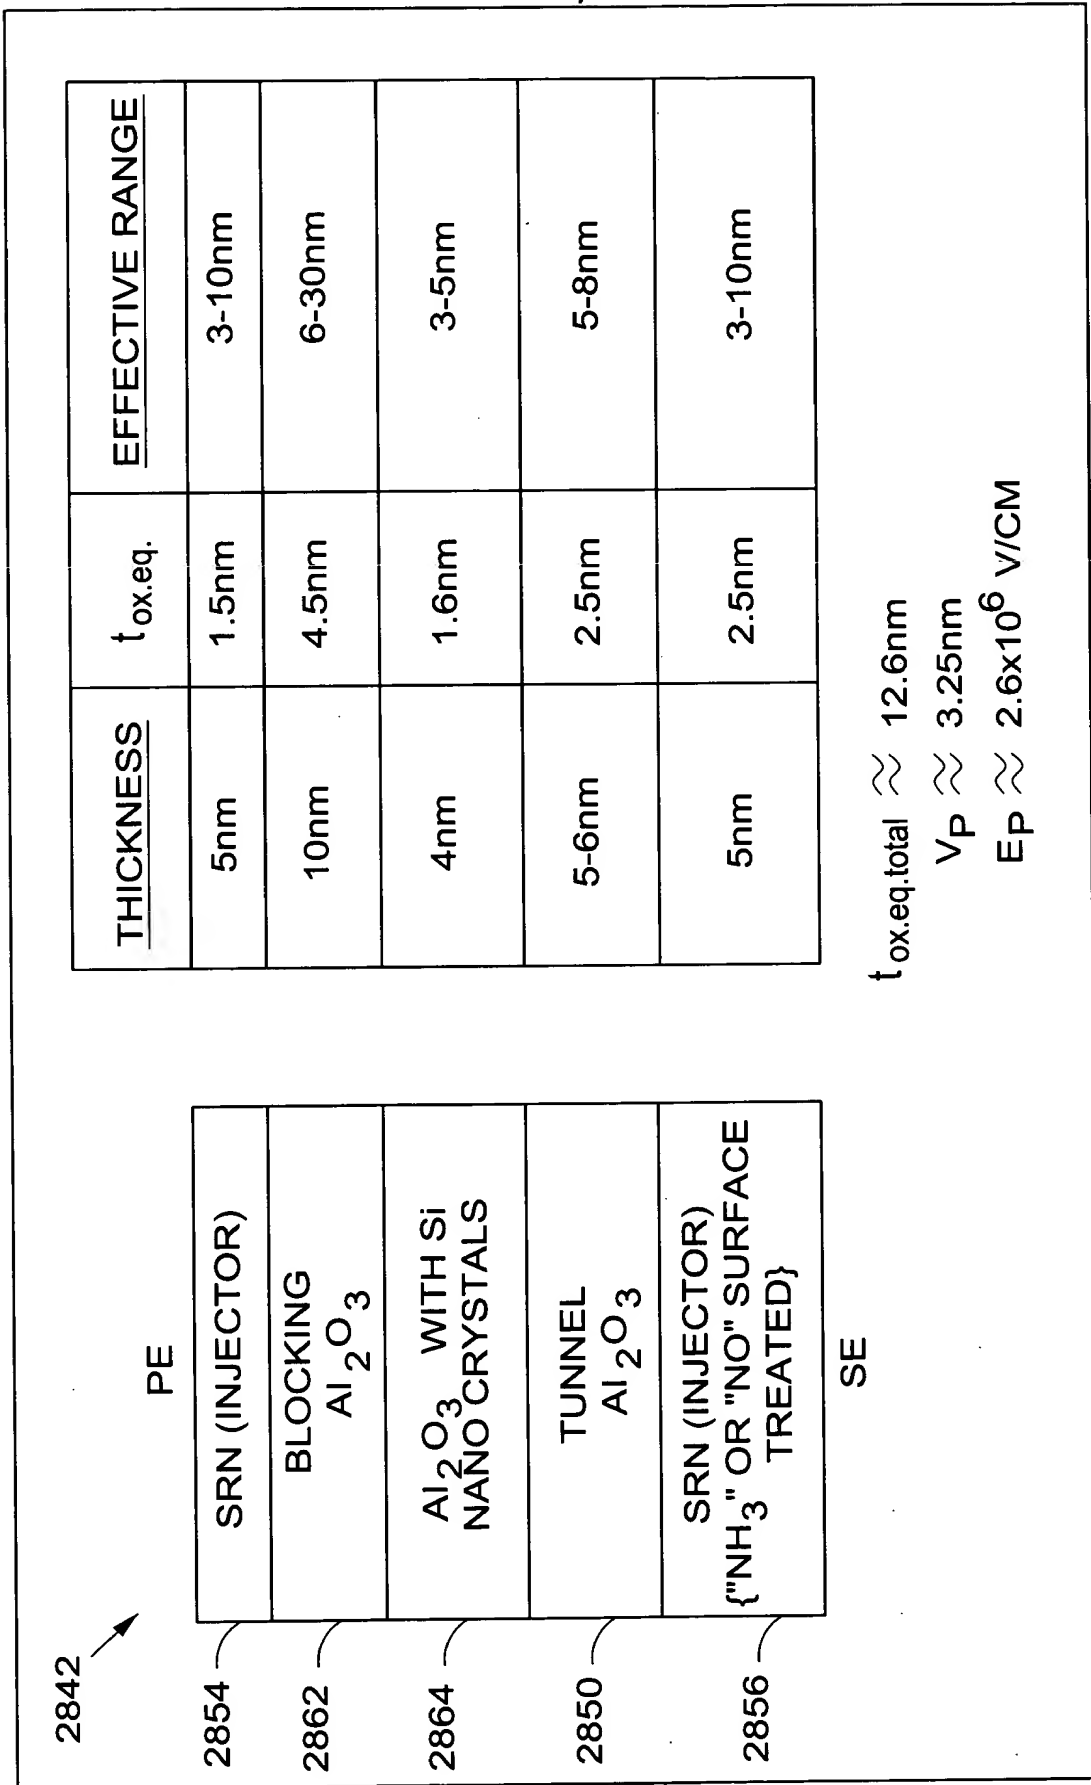 2842
PE
2854
SRN (INJECTOR)
2862
BLOCKING
Al2O3
2864
Al2O3 WITH Si
NANO CRYSTALS
2850
TUNNEL
Al2O3
2856
SRN (INJECTOR)
{"NH3" OR "NO" SURFACE
TREATED}
SE
THICKNESS tox.eq. EFFECTIVE RANGE
5nm 1.5nm 3-10nm
10nm 4.5nm 6-30nm
4nm 1.6nm 3-5nm
5-6nm 2.5nm 5-8nm
5nm 2.5nm 3-10nm
tox.eq.total ≈ 12.6nm
VP ≈ 3.25nm
EP ≈ 2.6x10^6 V/CM